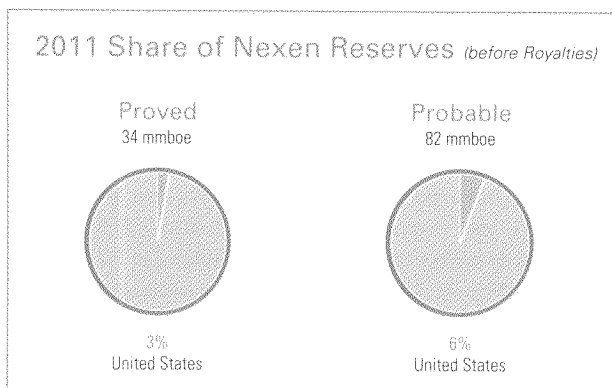 2011 Share of Nexen Reserves (before Royalties)
Proved
34 mmboe
Probable
82 mmboe
3%
United States
6%
United States